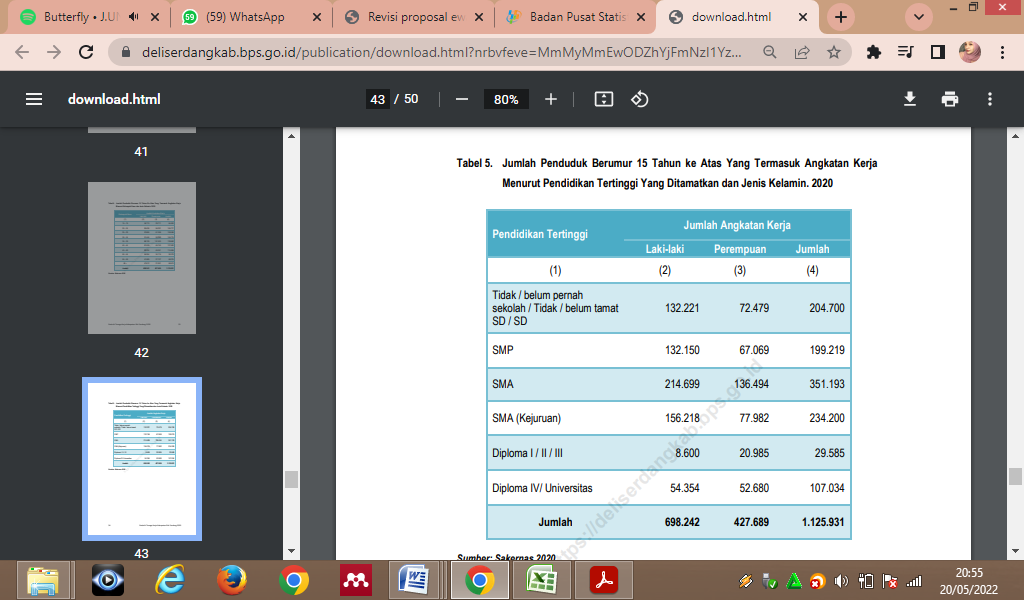 Butterfly • J.U
(59) WhatsApp
Revisi proposal ew
Badan Pusat Statis
download.html
deliserdangkab.bps.go.id/publication/download.html?nrbvfeve=MmMyMmEwODZhYjFmNzI1Yz...
download.html
43 / 50
80%
41
42
43
Tabel 5. Jumlah Penduduk Berumur 15 Tahun ke Atas Yang Termasuk Angkatan Kerja
Menurut Pendidikan Tertinggi Yang Ditamatkan dan Jenis Kelamin. 2020
Pendidikan Tertinggi
Jumlah Angkatan Kerja
Laki-laki Perempuan Jumlah
(1) (2) (3) (4)
Tidak / belum pernah
sekolah / Tidak / belum tamat 132.221 72.479 204.700
SD / SD
SMP 132.150 67.069 199.219
SMA 214.699 136.494 351.193
SMA (Kejuruan) 156.218 77.982 234.200
Diploma I / II / III 8.600 20.985 29.585
Diploma IV/ Universitas 54.354 52.680 107.034
Jumlah 698.242 427.689 1.125.931
Sumber: Sakernas 2020
https://deliserdangkab.bps.go.id
20:55
20/05/2022